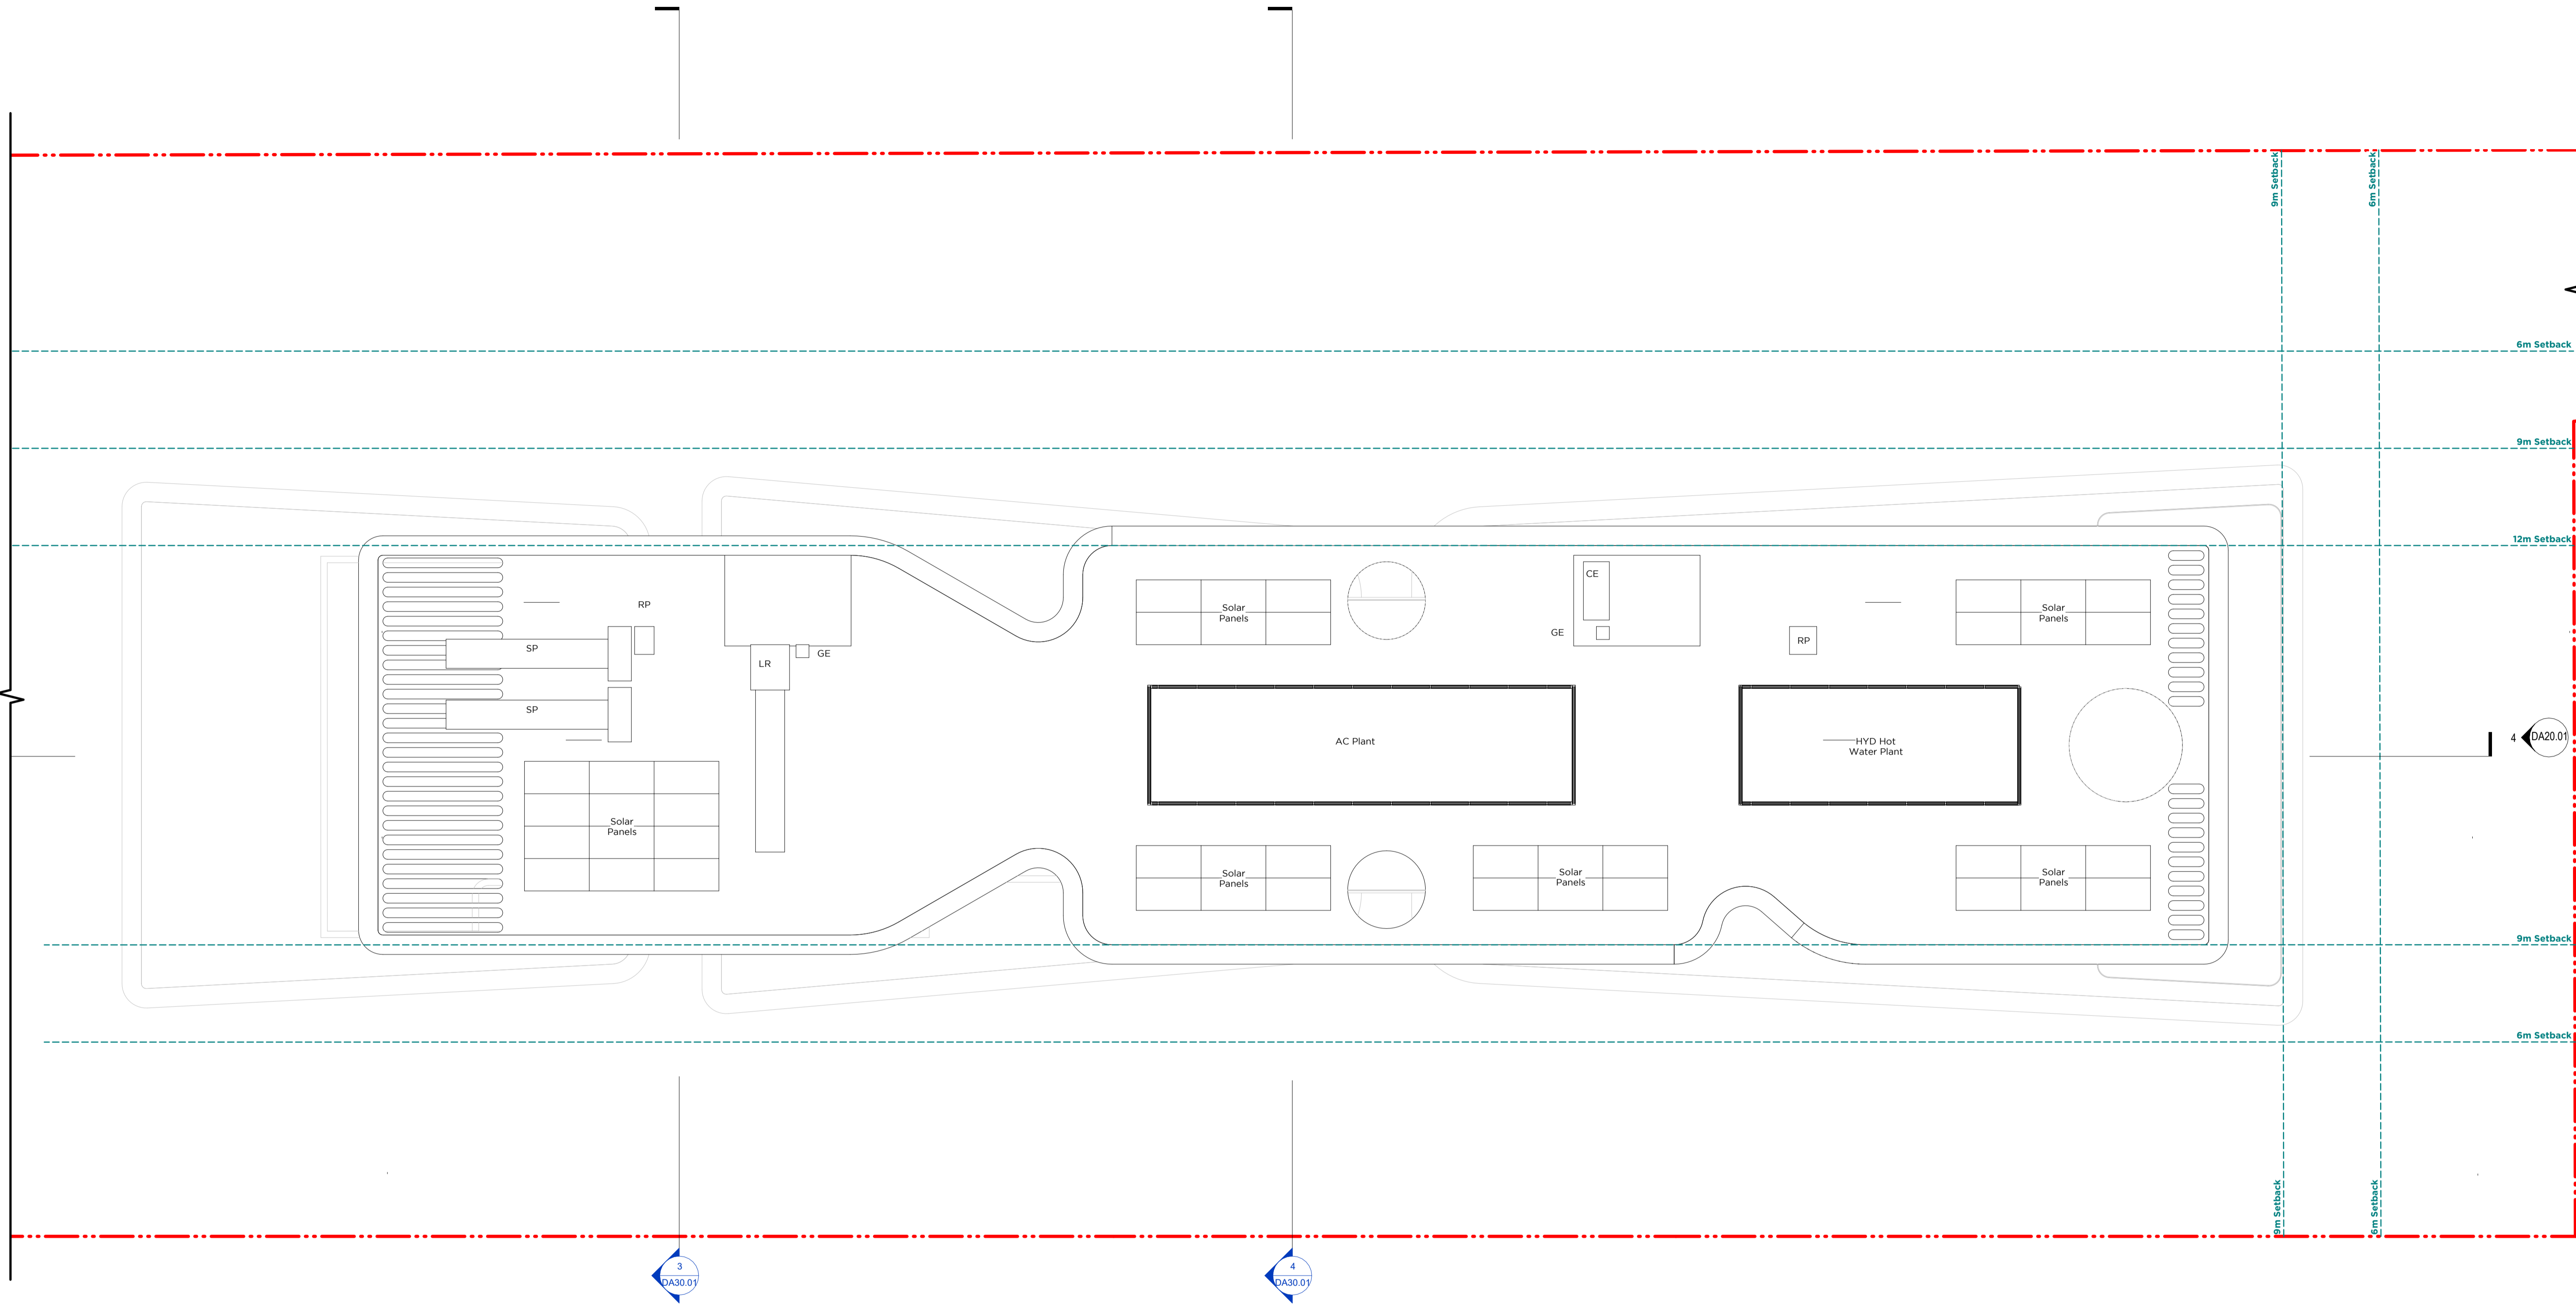 9m Setback
6m Setback
6m Setback
9m Setback
12m Setback
CE
RP
Solar
Panels
Solar
Panels
GE
RP
SP
GE
LR
SP
4
DA20.01
AC Plant
HYD Hot
Water Plant
Solar
Panels
Solar
Panels
Solar
Panels
Solar
Panels
9m Setback
6m Setback
9m Setback
6m Setback
3
DA30.01
4
DA30.01